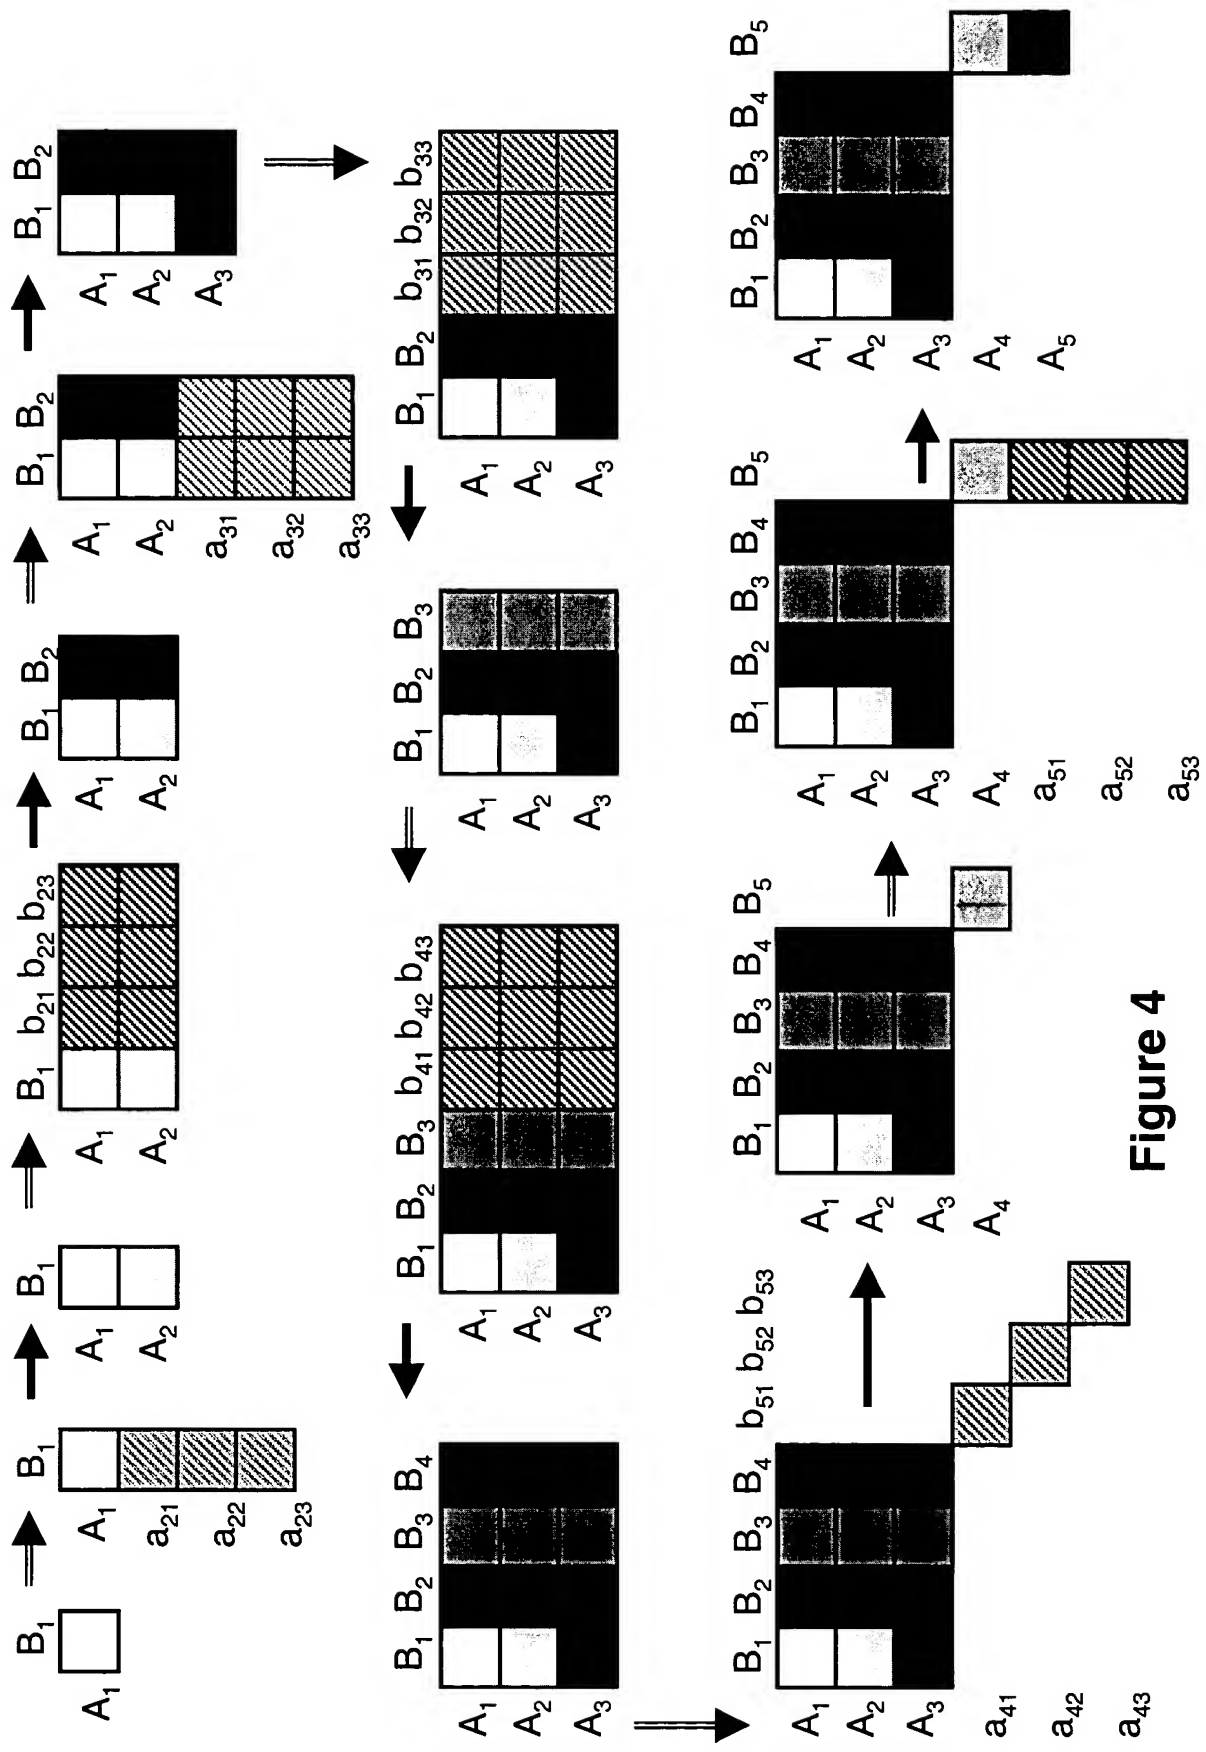 B₁
A₁
B₁
A₁
a₂₁
a₂₂
a₂₃
B₁
A₁
A₂
B₁ b₂₁ b₂₂ b₂₃
A₁
A₂
B₁ B₂
A₁
A₂
B₁ B₂
A₁
A₂
a₃₁
a₃₂
a₃₃
B₁ B₂
A₁
A₂
A₃
B₁ B₂ b₃₁ b₃₂ b₃₃
A₁
A₂
A₃
B₁ B₂ B₃
A₁
A₂
A₃
B₁ B₂ B₃ b₄₁ b₄₂ b₄₃
A₁
A₂
A₃
B₁ B₂ B₃ B₄
A₁
A₂
A₃
B₁ B₂ B₃ B₄ b₅₁ b₅₂ b₅₃
A₁
A₂
A₃
a₄₁
a₄₂
a₄₃
B₁ B₂ B₃ B₄ B₅
A₁
A₂
A₃
A₄
B₁ B₂ B₃ B₄ B₅
A₁
A₂
A₃
A₄
a₅₁
a₅₂
a₅₃
B₁ B₂ B₃ B₄ B₅
A₁
A₂
A₃
A₄
A₅
Figure 4